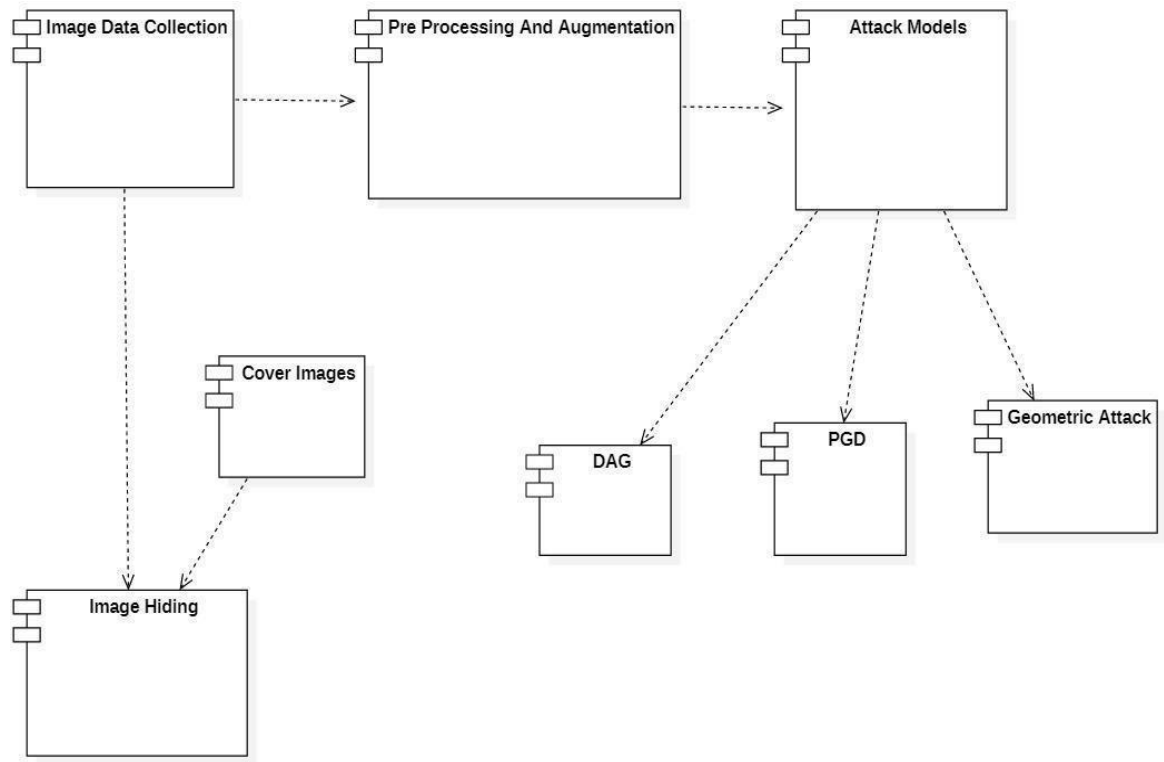 Image Data Collection
Pre Processing And Augmentation
Attack Models
Cover Images
DAG
PGD
Geometric Attack
Image Hiding